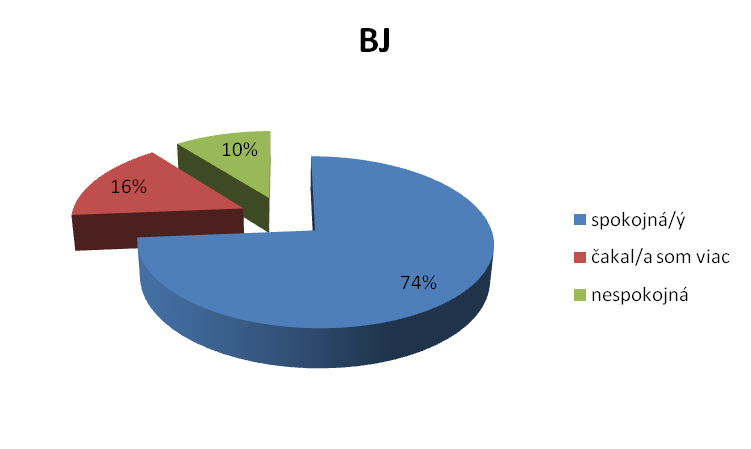 BJ
10%
16%
74%
spokojná/ý
čakal/a som viac
nespokojná